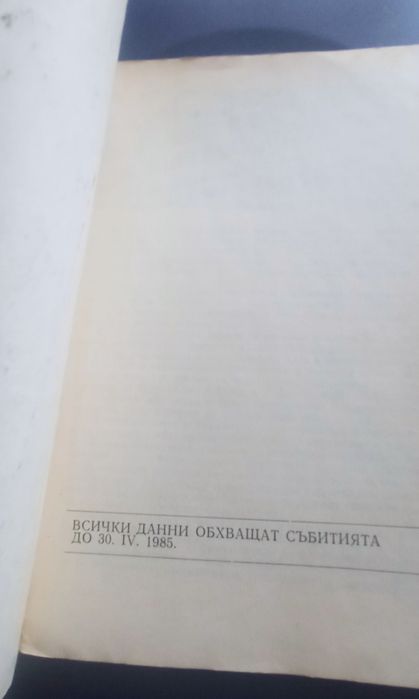 ВСИЧКИ ДАННИ ОБХВАЩАТ СЪБИТИЯТА
ДО 30. IV. 1985.